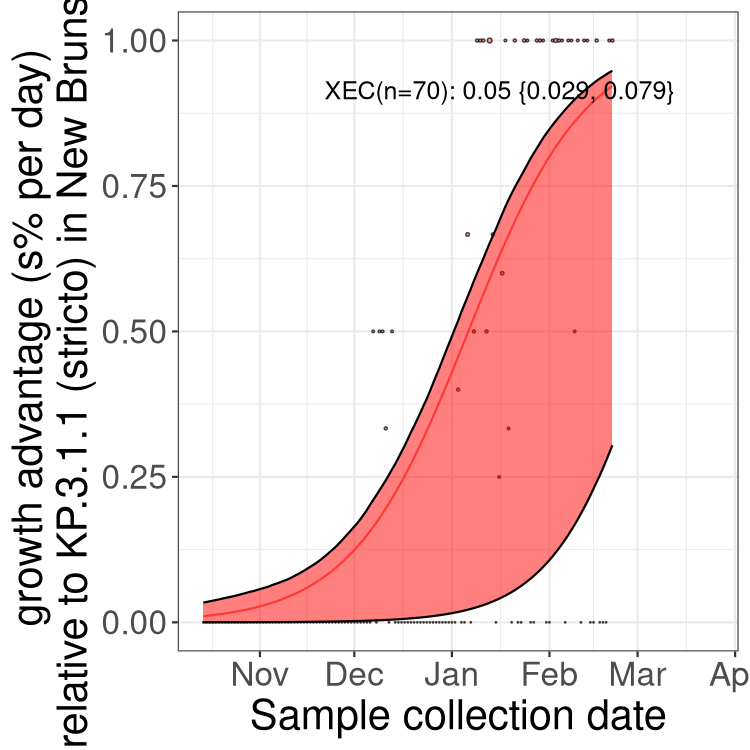 growth advantage (s% per day)
relative to KP.3.1.1 (stricto) in New Bruns
1.00
0.75
0.50
0.25
0.00
XEC(n=70): 0.05 {0.029, 0.079}
Nov Dec Jan Feb Mar Ap
Sample collection date